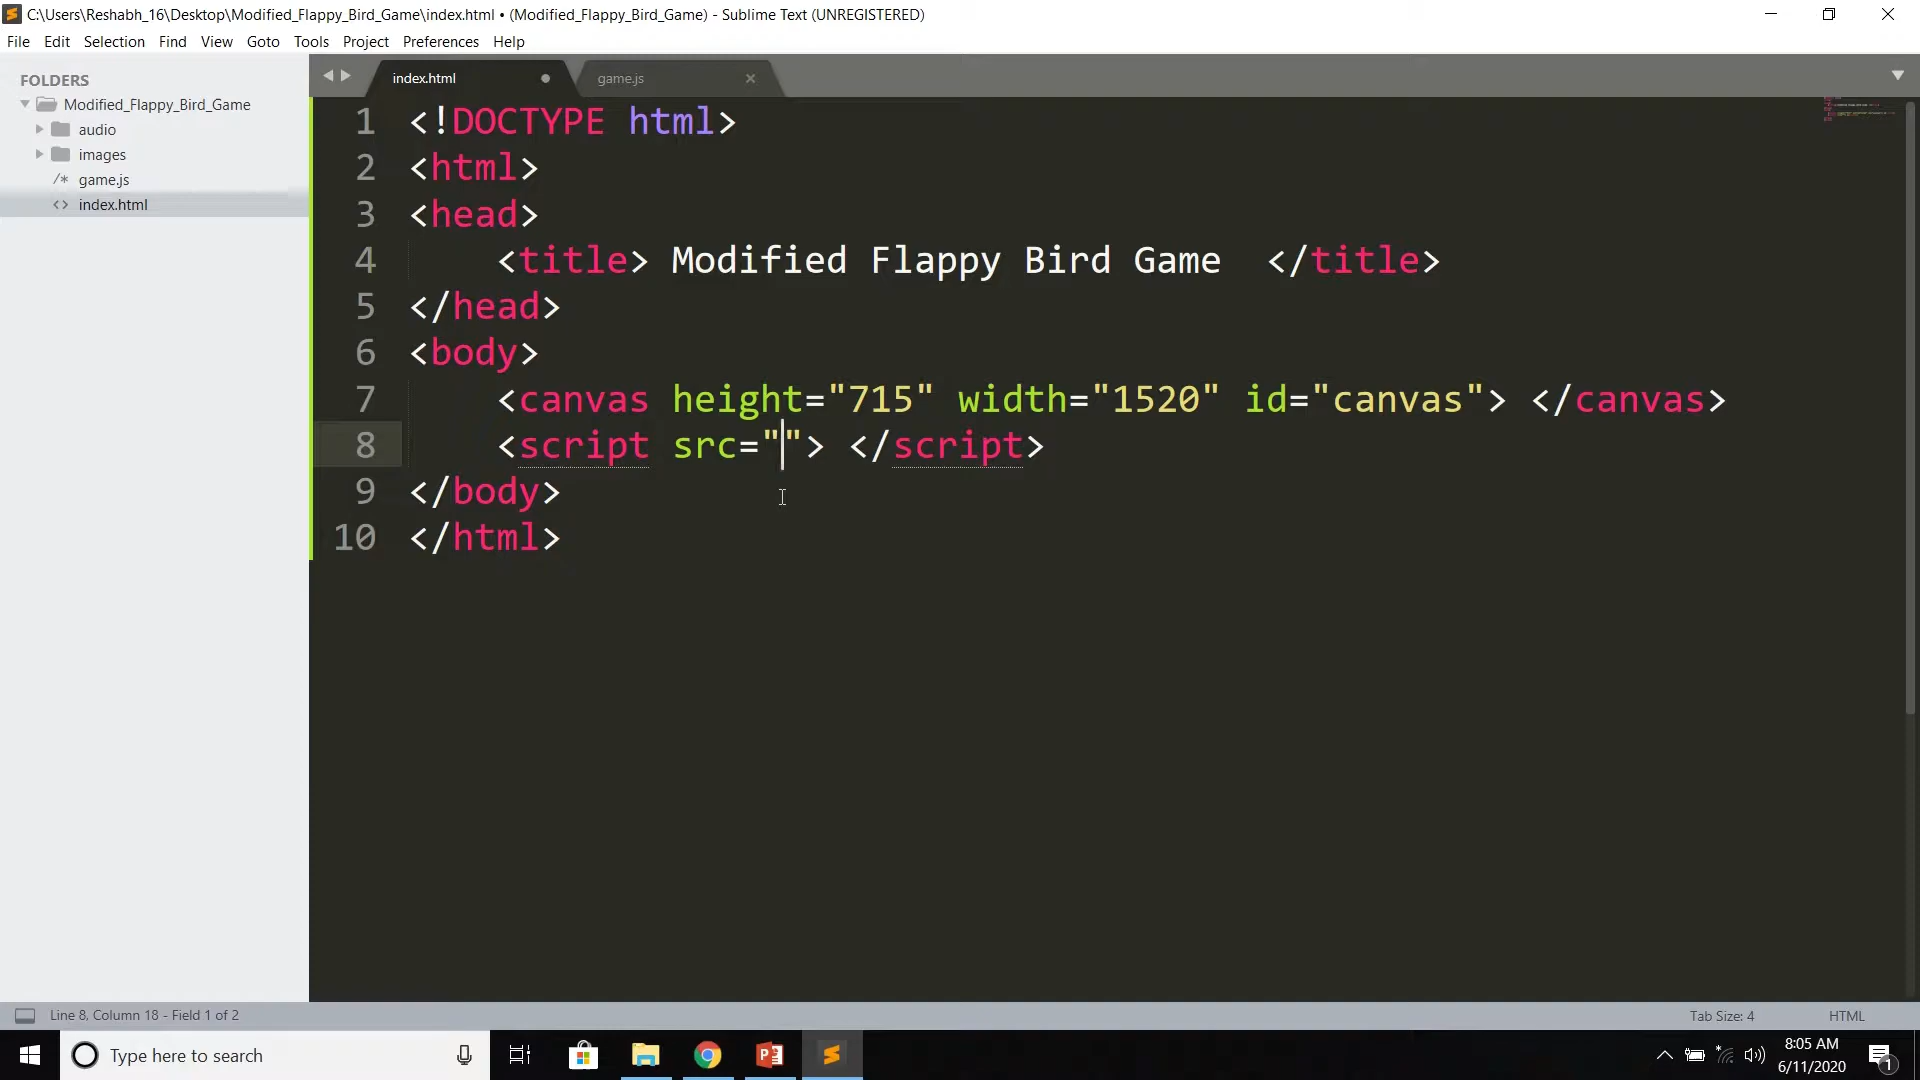 C:\Users\Reshabh_16\Desktop\Modified_Flappy_Bird_Game\index.html • (Modified_Flappy_Bird_Game) - Sublime Text (UNREGISTERED)
File Edit Selection Find View Goto Tools Project Preferences Help
FOLDERS
Modified_Flappy_Bird_Game
audio
images
/* game.js
<> index.html
index.html game.js
1 <!DOCTYPE html>
2 <html>
3 <head>
4 <title> Modified Flappy Bird Game </title>
5 </head>
6 <body>
7 <canvas height="715" width="1520" id="canvas"> </canvas>
8 <script src=""> </script>
9 </body>
10 </html>
Line 8, Column 18 - Field 1 of 2
Tab Size: 4 HTML
Type here to search
8:05 AM
6/11/2020
1